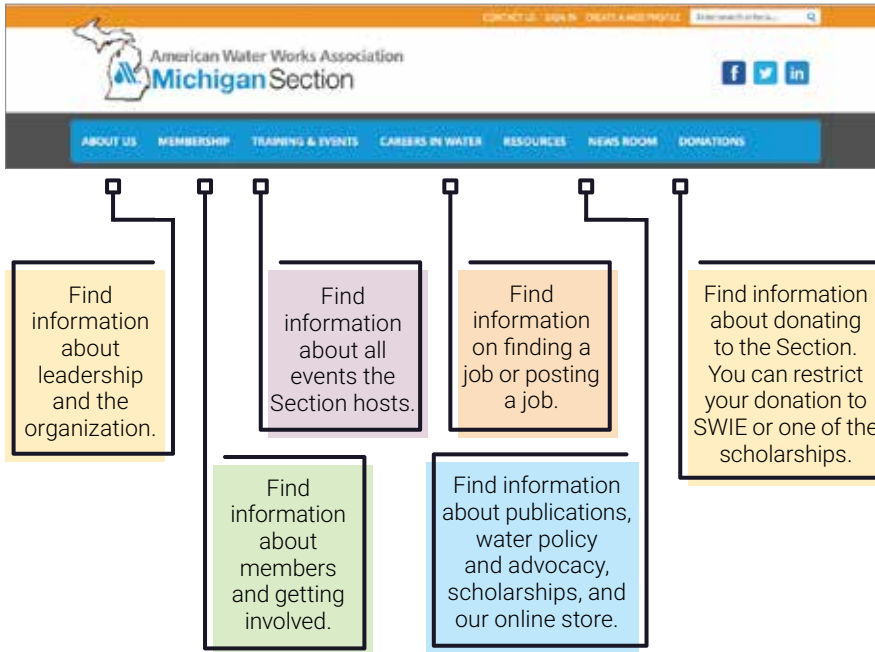 CONTACT US SIGN IN CREATE A WEB PROFILE Enter search criteria...
American Water Works Association
Michigan Section
ABOUT US MEMBERSHIP TRAINING & EVENTS CAREERS IN WATER RESOURCES NEWS ROOM DONATIONS
Find
information
about
leadership
and the
organization.
Find
information
about all
events the
Section hosts.
Find
information
on finding a
job or posting
a job.
Find information
about donating
to the Section.
You can restrict
your donation to
SWIE or one of the
scholarships.
Find
information
about
members
and getting
involved.
Find information
about publications,
water policy
and advocacy,
scholarships, and
our online store.